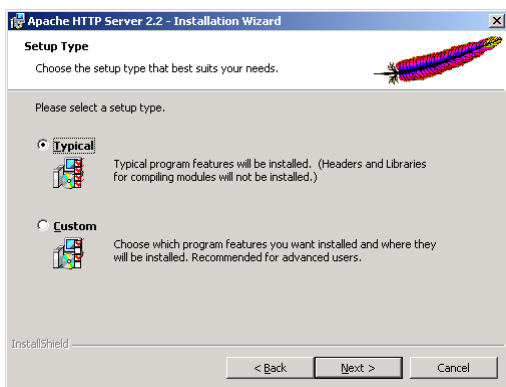 Apache HTTP Server 2.2 - Installation Wizard
Setup Type
Choose the setup type that best suits your needs.
Please select a setup type.
Typical
Typical program features will be installed. (Headers and Libraries
for compiling modules will not be installed.)
Custom
Choose which program features you want installed and where they
will be installed. Recommended for advanced users.
InstallShield
< Back
Next >
Cancel